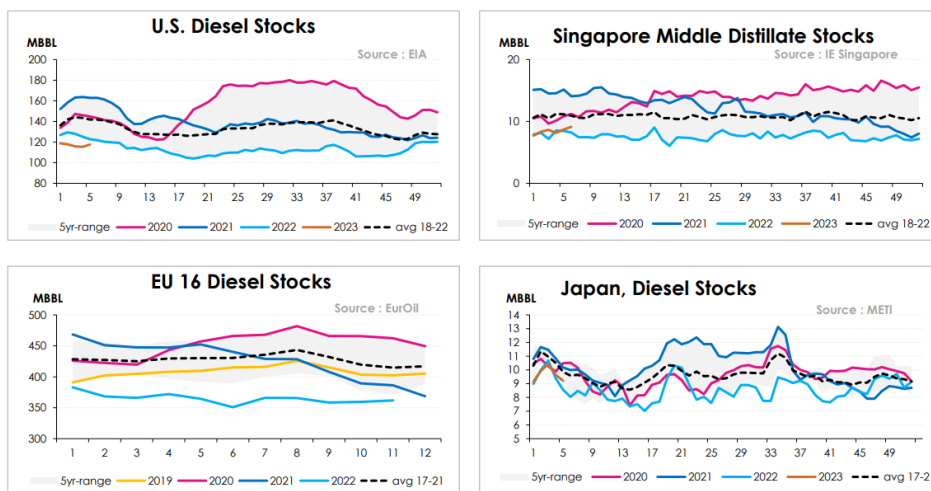 U.S. Diesel Stocks
MBBL
Source : EIA
200
180
160
140
120
100
80
1 5 9 13 17 21 25 29 33 37 41 45 49
5yr-range 2020 2021 2022 2023 avg 18-22
Singapore Middle Distillate Stocks
MBBL
Source : IE Singapore
20
10
0
1 5 9 13 17 21 25 29 33 37 41 45 49
5yr-range 2020 2021 2022 2023 avg 18-22
EU 16 Diesel Stocks
MBBL
Source : EurOil
500
450
400
350
300
1 2 3 4 5 6 7 8 9 10 11 12
5yr-range 2019 2020 2021 2022 avg 17-21
Japan, Diesel Stocks
MBBL
Source : METI
14
13
12
11
10
9
8
7
6
5
1 5 9 13 17 21 25 29 33 37 41 45 49
5yr-range 2020 2021 2022 2023 avg 17-2